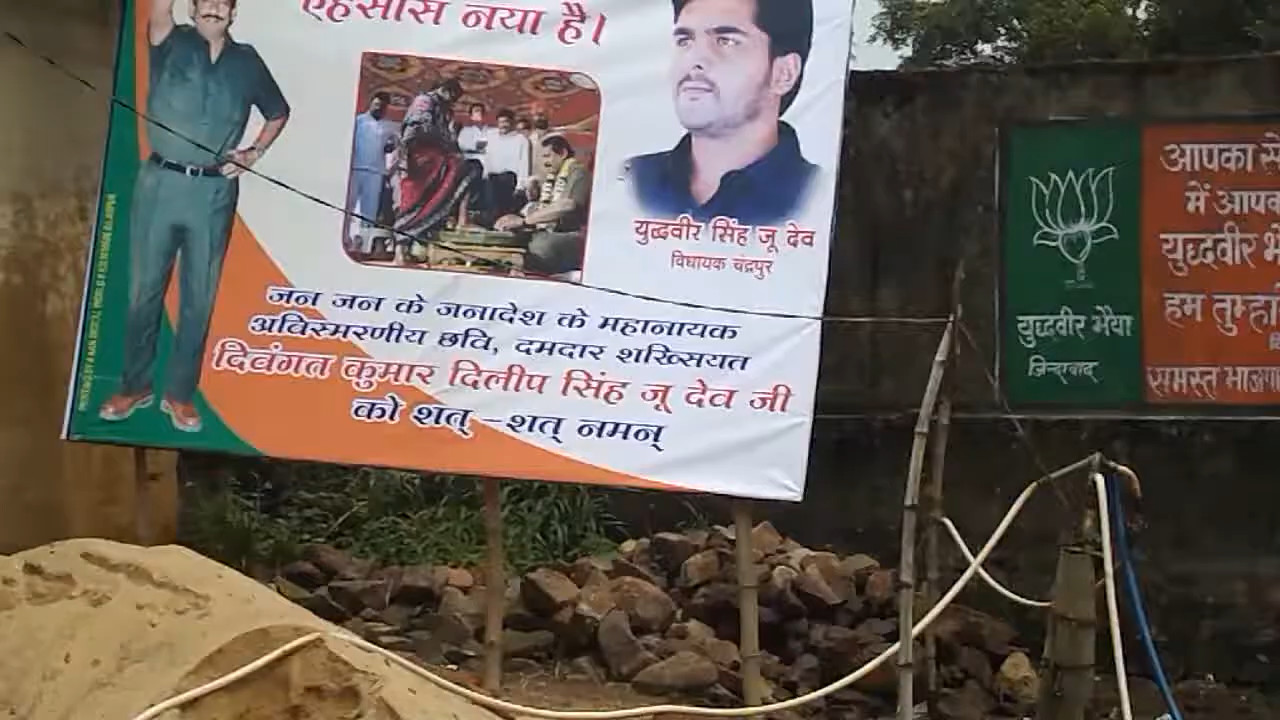 एहसास नया है।
युद्धवीर सिंह जू देव
विधायक चंद्रपुर
जन जन के जनादेश के महानायक
अविस्मरणीय छवि, दमदार शख्सियत
दिवंगत कुमार दिलीप सिंह जू देव जी
को शत् –शत् नमन्
युद्धवीर भैया
जिन्दाबाद
आपका से
में आपक
युद्धवीर भै
हम तुम्हा
समस्त भाजपा